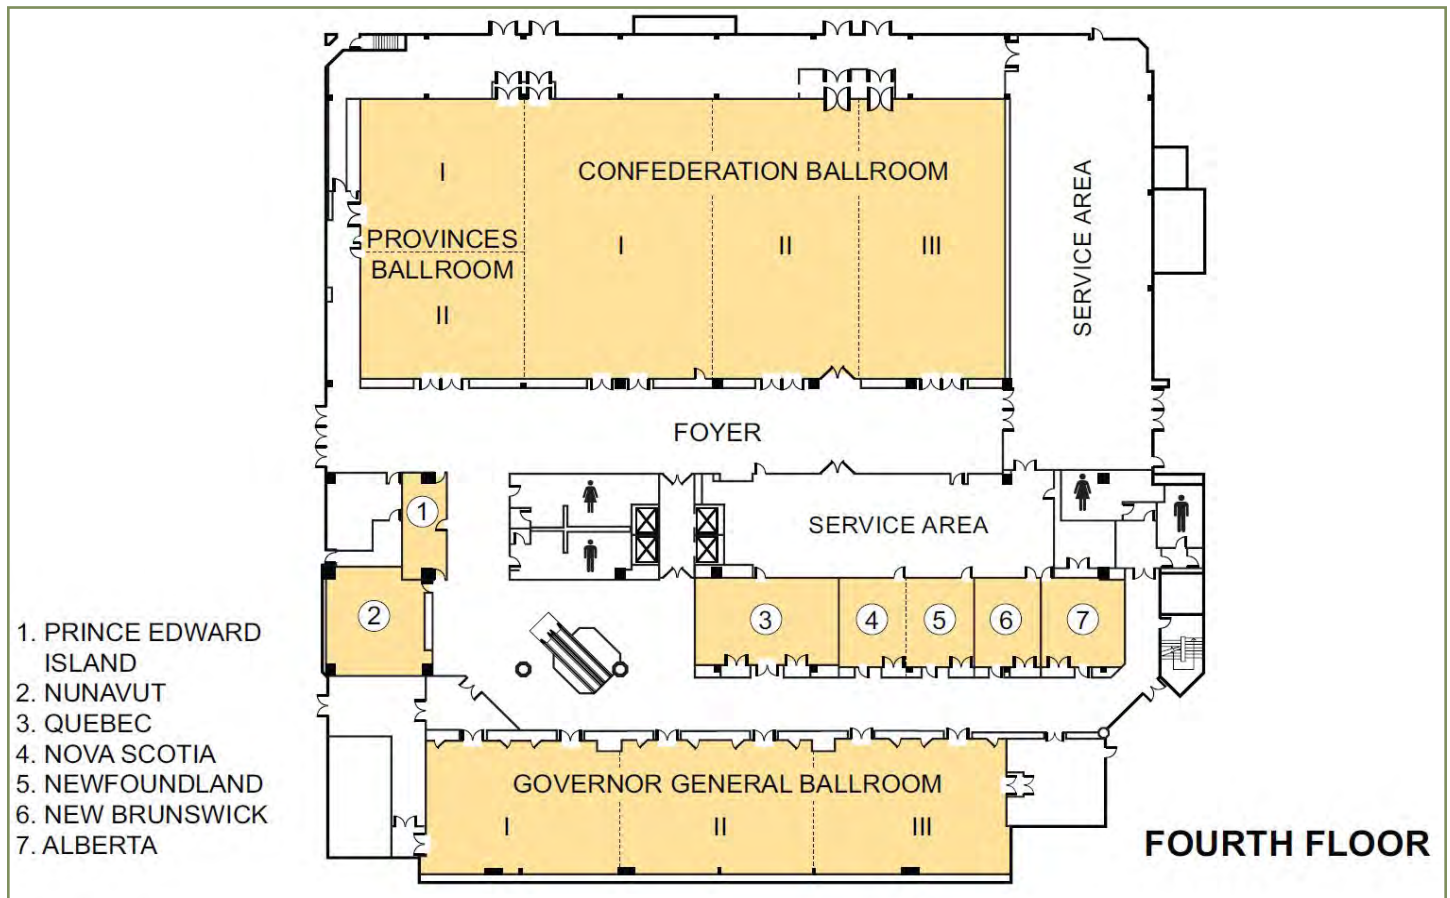 I
CONFEDERATION BALLROOM
PROVINCES
BALLROOM
I
II
III
II
SERVICE AREA
FOYER
SERVICE AREA
1
2
3
4
5
6
7
1. PRINCE EDWARD
ISLAND
2. NUNAVUT
3. QUEBEC
4. NOVA SCOTIA
5. NEWFOUNDLAND
6. NEW BRUNSWICK
7. ALBERTA
GOVERNOR GENERAL BALLROOM
I
II
III
FOURTH FLOOR